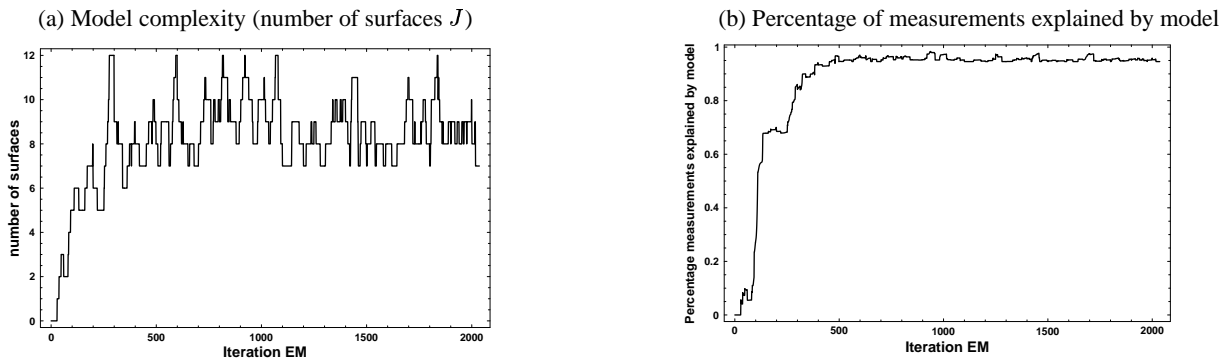 (a) Model complexity (number of surfaces J)
number of surfaces
12
10
8
6
4
2
0
0 500 1000 1500 2000
Iteration EM
(b) Percentage of measurements explained by model
Percentage measurements explained by model
1
0.8
0.6
0.4
0.2
0
0 500 1000 1500 2000
Iteration EM